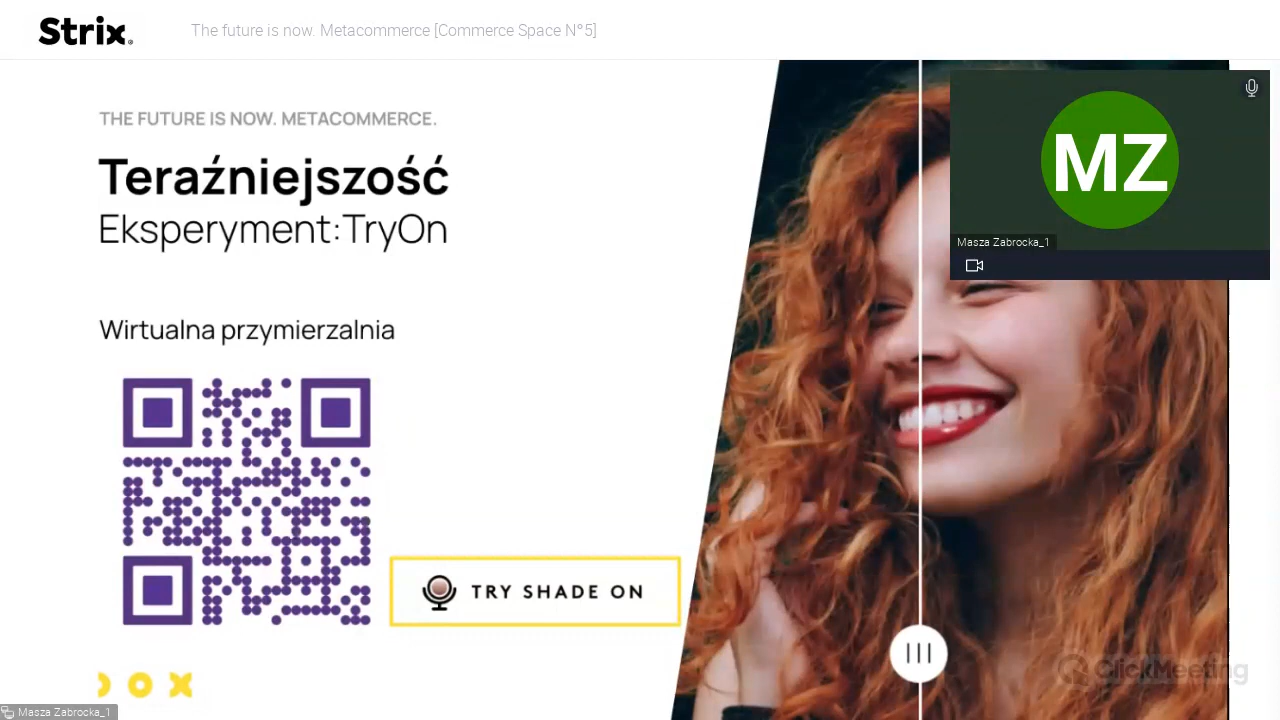 Strix®
The future is now. Metacommerce [Commerce Space N°5]
THE FUTURE IS NOW. METACOMMERCE.
Teraźniejszość
Eksperyment:TryOn
Wirtualna przymierzalnia
TRY SHADE ON
MZ
Masza Zabrocka_1
ClickMeeting
Masza Zabrocka_1